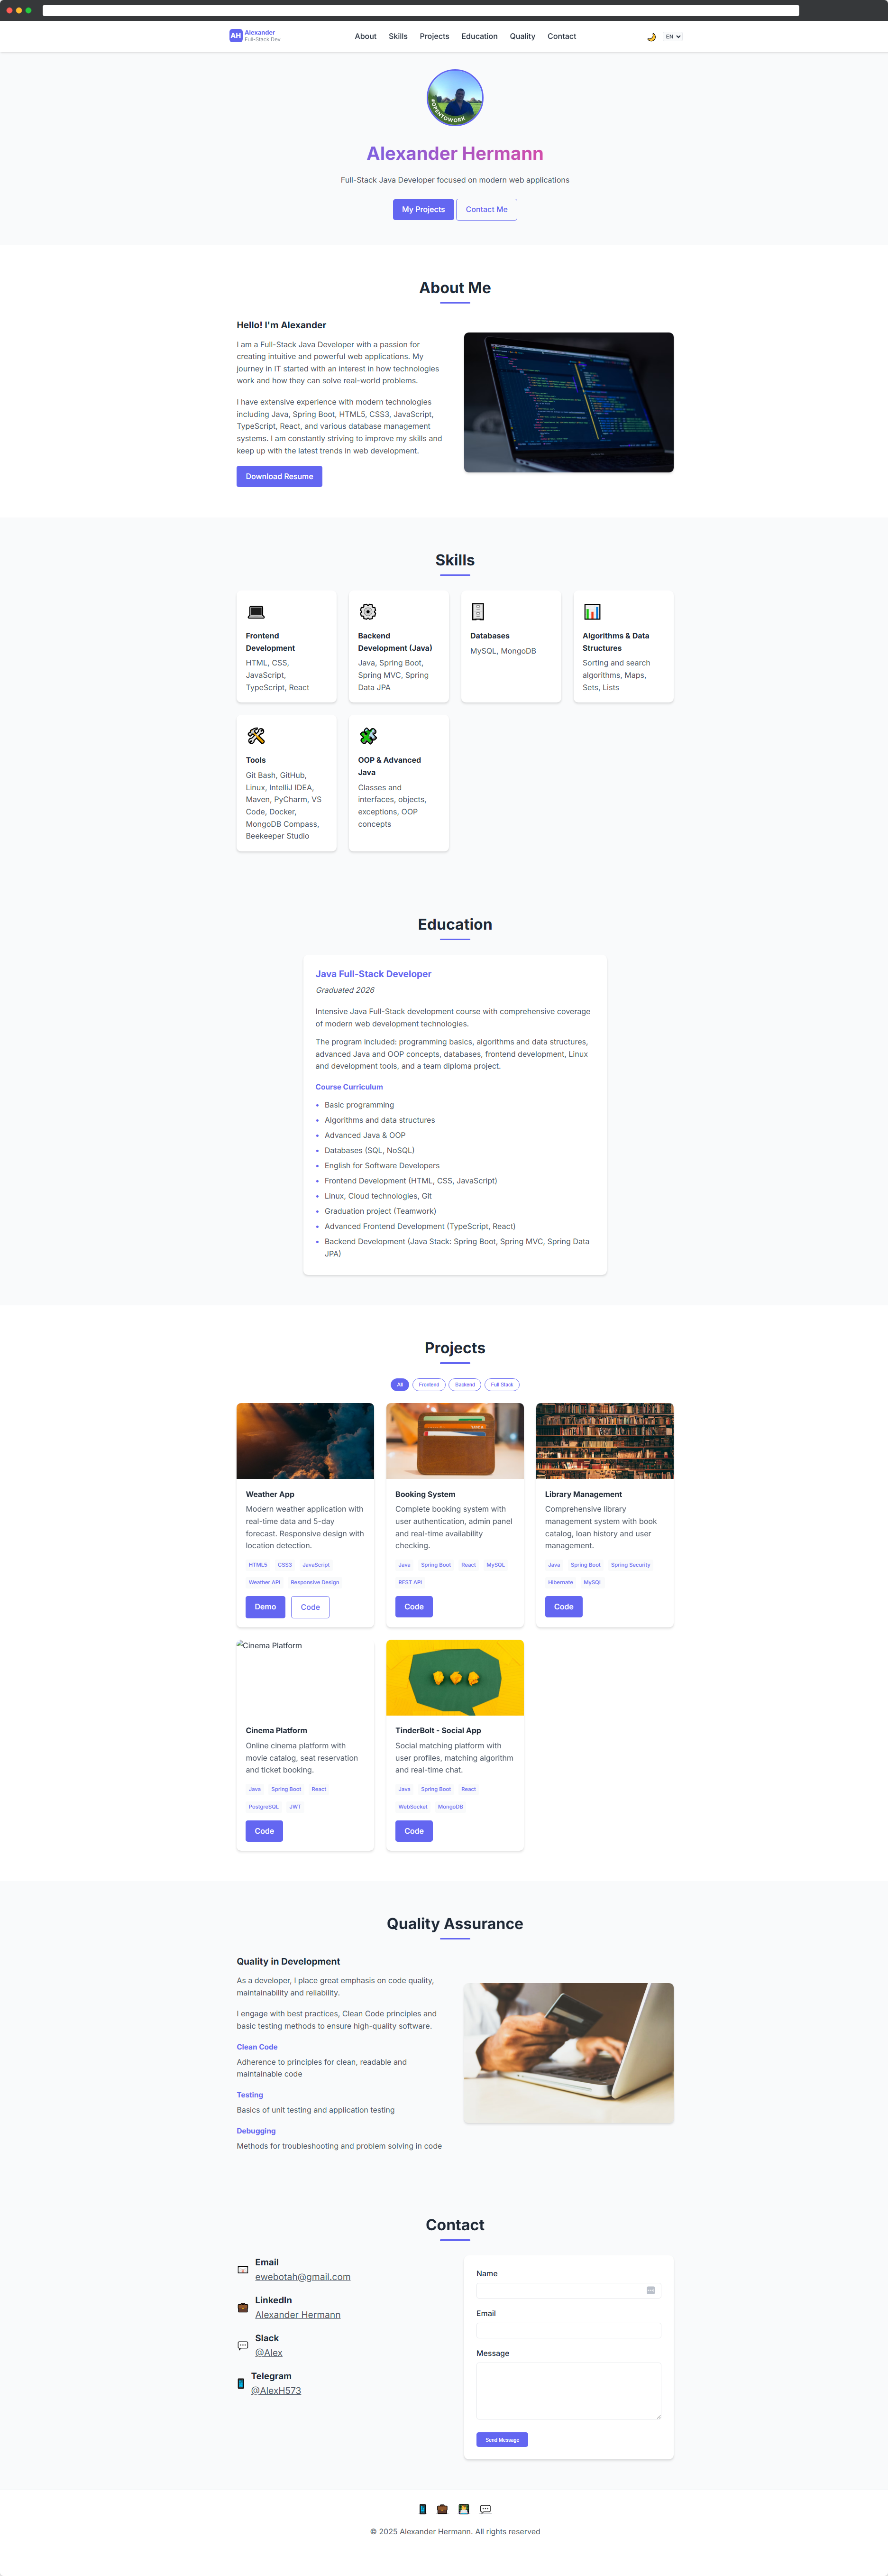 AH Alexander
Full-Stack Dev
About Skills Projects Education Quality Contact
EN
#OPENTOWORK
Alexander Hermann
Full-Stack Java Developer focused on modern web applications
My Projects Contact Me
About Me
Hello! I'm Alexander
I am a Full-Stack Java Developer with a passion for
creating intuitive and powerful web applications. My
journey in IT started with an interest in how technologies
work and how they can solve real-world problems.
I have extensive experience with modern technologies
including Java, Spring Boot, HTML5, CSS3, JavaScript,
TypeScript, React, and various database management
systems. I am constantly striving to improve my skills and
keep up with the latest trends in web development.
Download Resume
Skills
Frontend
Development
HTML, CSS,
JavaScript,
TypeScript, React
Backend
Development (Java)
Java, Spring Boot,
Spring MVC, Spring
Data JPA
Databases
MySQL, MongoDB
Algorithms & Data
Structures
Sorting and search
algorithms, Maps,
Sets, Lists
Tools
Git Bash, GitHub,
Linux, IntelliJ IDEA,
Maven, PyCharm, VS
Code, Docker,
MongoDB Compass,
Beekeeper Studio
OOP & Advanced
Java
Classes and
interfaces, objects,
exceptions, OOP
concepts
Education
Java Full-Stack Developer
Graduated 2026
Intensive Java Full-Stack development course with comprehensive coverage
of modern web development technologies.
The program included: programming basics, algorithms and data structures,
advanced Java and OOP concepts, databases, frontend development, Linux
and development tools, and a team diploma project.
Course Curriculum
• Basic programming
• Algorithms and data structures
• Advanced Java & OOP
• Databases (SQL, NoSQL)
• English for Software Developers
• Frontend Development (HTML, CSS, JavaScript)
• Linux, Cloud technologies, Git
• Graduation project (Teamwork)
• Advanced Frontend Development (TypeScript, React)
• Backend Development (Java Stack: Spring Boot, Spring MVC, Spring Data
JPA)
Projects
All Frontend Backend Full Stack
Weather App
Modern weather application with
real-time data and 5-day
forecast. Responsive design with
location detection.
HTML5 CSS3 JavaScript
Weather API Responsive Design
Demo Code
Booking System
Complete booking system with
user authentication, admin panel
and real-time availability
checking.
Java Spring Boot React MySQL
REST API
Code
Library Management
Comprehensive library
management system with book
catalog, loan history and user
management.
Java Spring Boot Spring Security
Hibernate MySQL
Code
Cinema Platform
Cinema Platform
Online cinema platform with
movie catalog, seat reservation
and ticket booking.
Java Spring Boot React
PostgreSQL JWT
Code
TinderBolt - Social App
Social matching platform with
user profiles, matching algorithm
and real-time chat.
Java Spring Boot React
WebSocket MongoDB
Code
Quality Assurance
Quality in Development
As a developer, I place great emphasis on code quality,
maintainability and reliability.
I engage with best practices, Clean Code principles and
basic testing methods to ensure high-quality software.
Clean Code
Adherence to principles for clean, readable and
maintainable code
Testing
Basics of unit testing and application testing
Debugging
Methods for troubleshooting and problem solving in code
Contact
Email
ewebotah@gmail.com
LinkedIn
Alexander Hermann
Slack
@Alex
Telegram
@AlexH573
Name
Email
Message
Send Message
© 2025 Alexander Hermann. All rights reserved